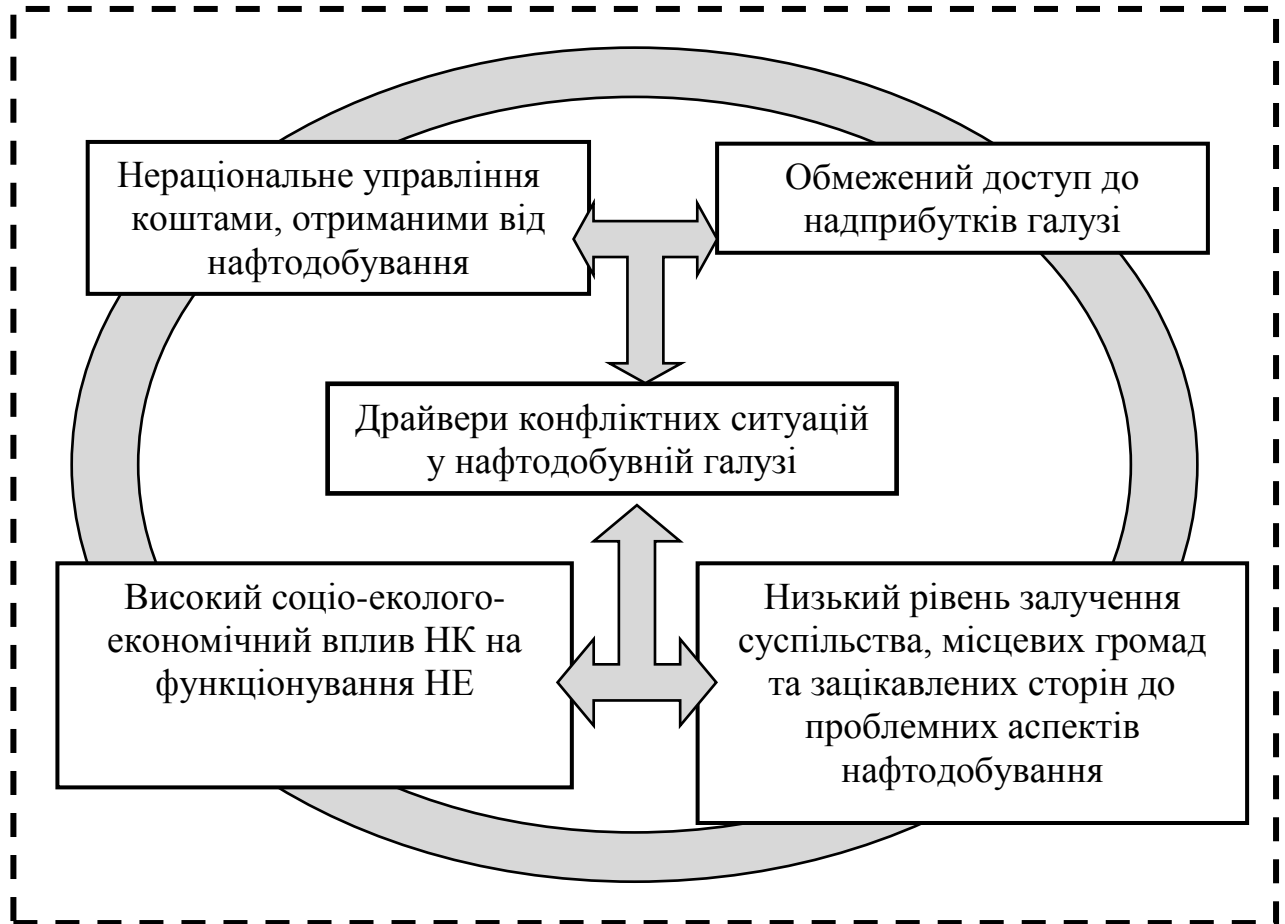 Нераціональне управління
коштами, отриманими від
нафтодобування
Обмежений доступ до
надприбутків галузі
Драйвери конфліктних ситуацій
у нафтодобувній галузі
Високий соціо-еколого-
економічний вплив НК на
функціонування НЕ
Низький рівень залучення
суспільства, місцевих громад
та зацікавлених сторін до
проблемних аспектів
нафтодобування